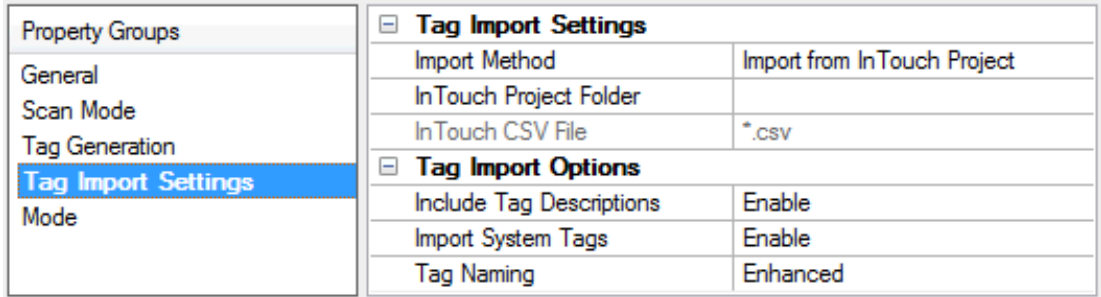 Property Groups
General
Scan Mode
Tag Generation
Tag Import Settings
Mode
Tag Import Settings
Import Method Import from InTouch Project
InTouch Project Folder
InTouch CSV File *.csv
Tag Import Options
Include Tag Descriptions Enable
Import System Tags Enable
Tag Naming Enhanced